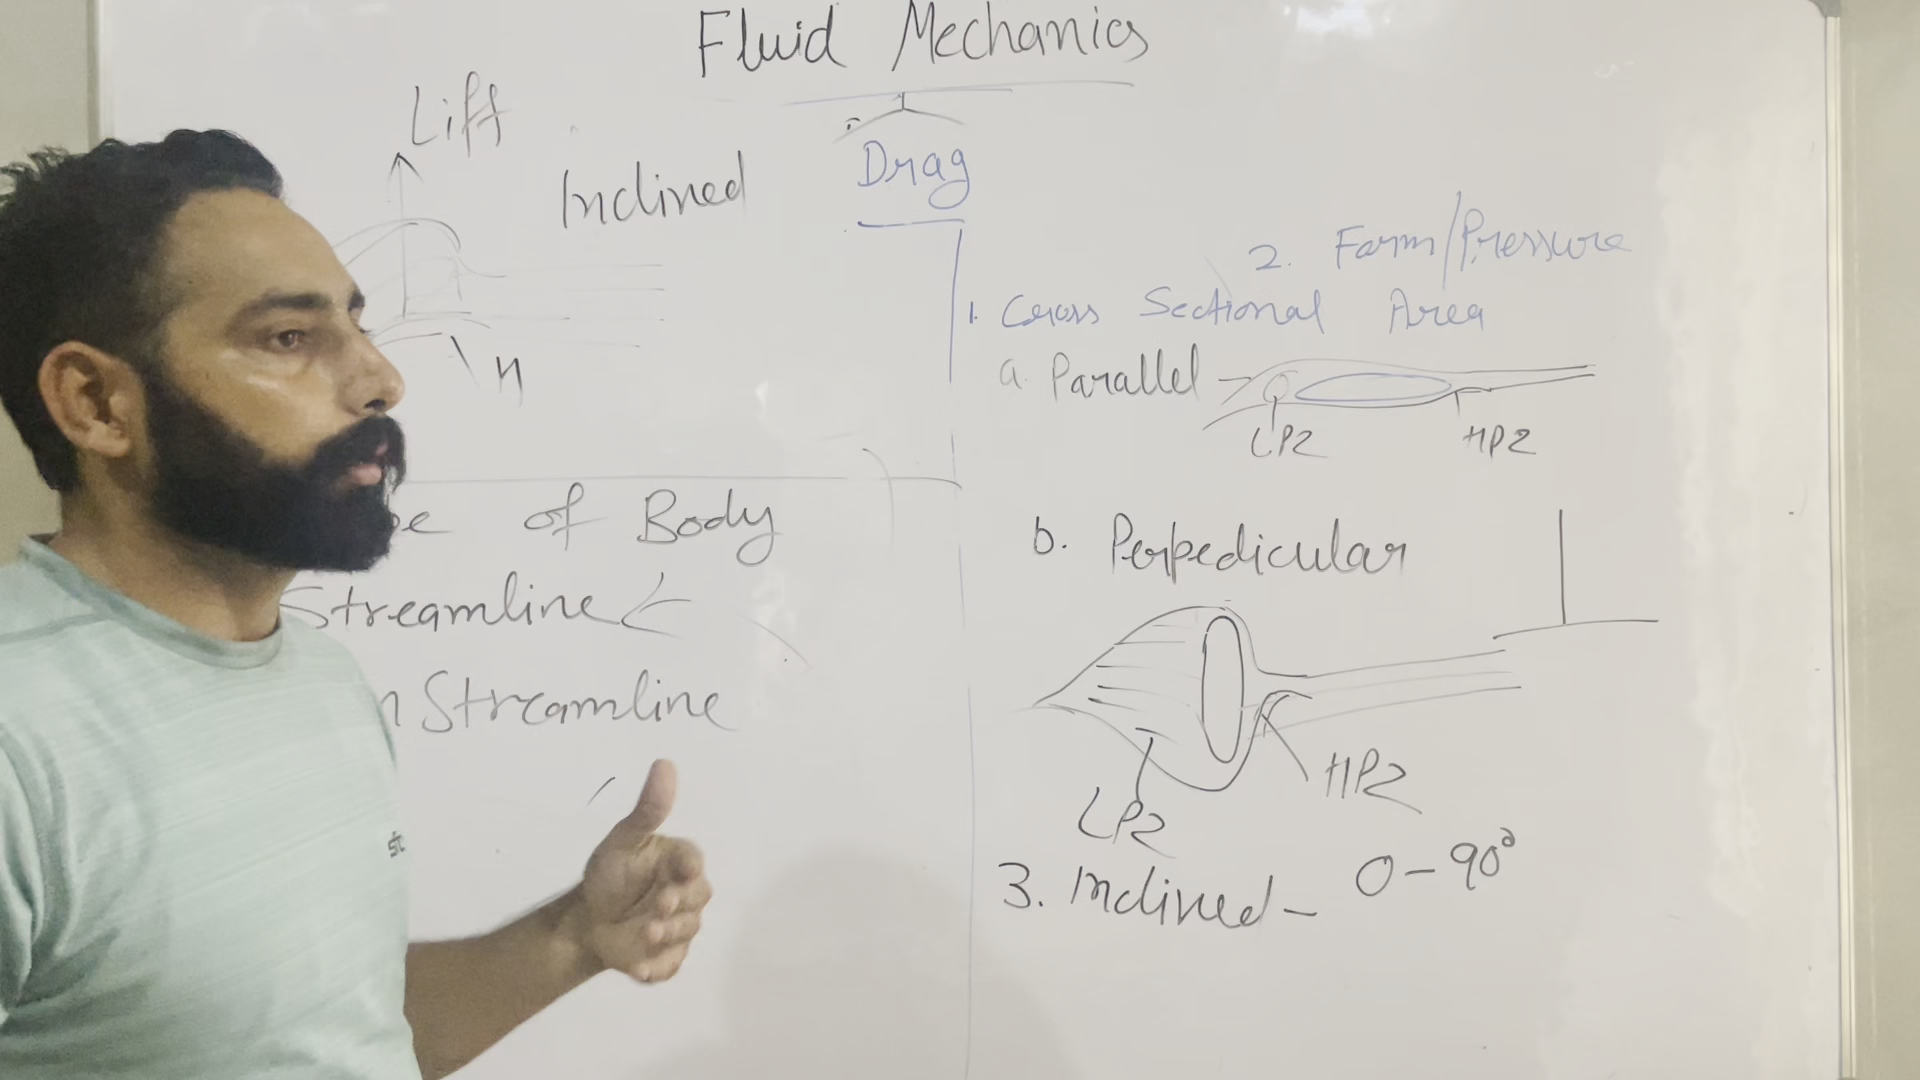 Fluid Mechanics
Lift
Inclined
Drag
2. Form/Pressure
1. Cross Sectional Area
a. Parallel -
LPZ
HPZ
of Body
b. Perpedicular
Streamline
Streamline
HPZ
LPZ
3. Inclined - 0-90°
st